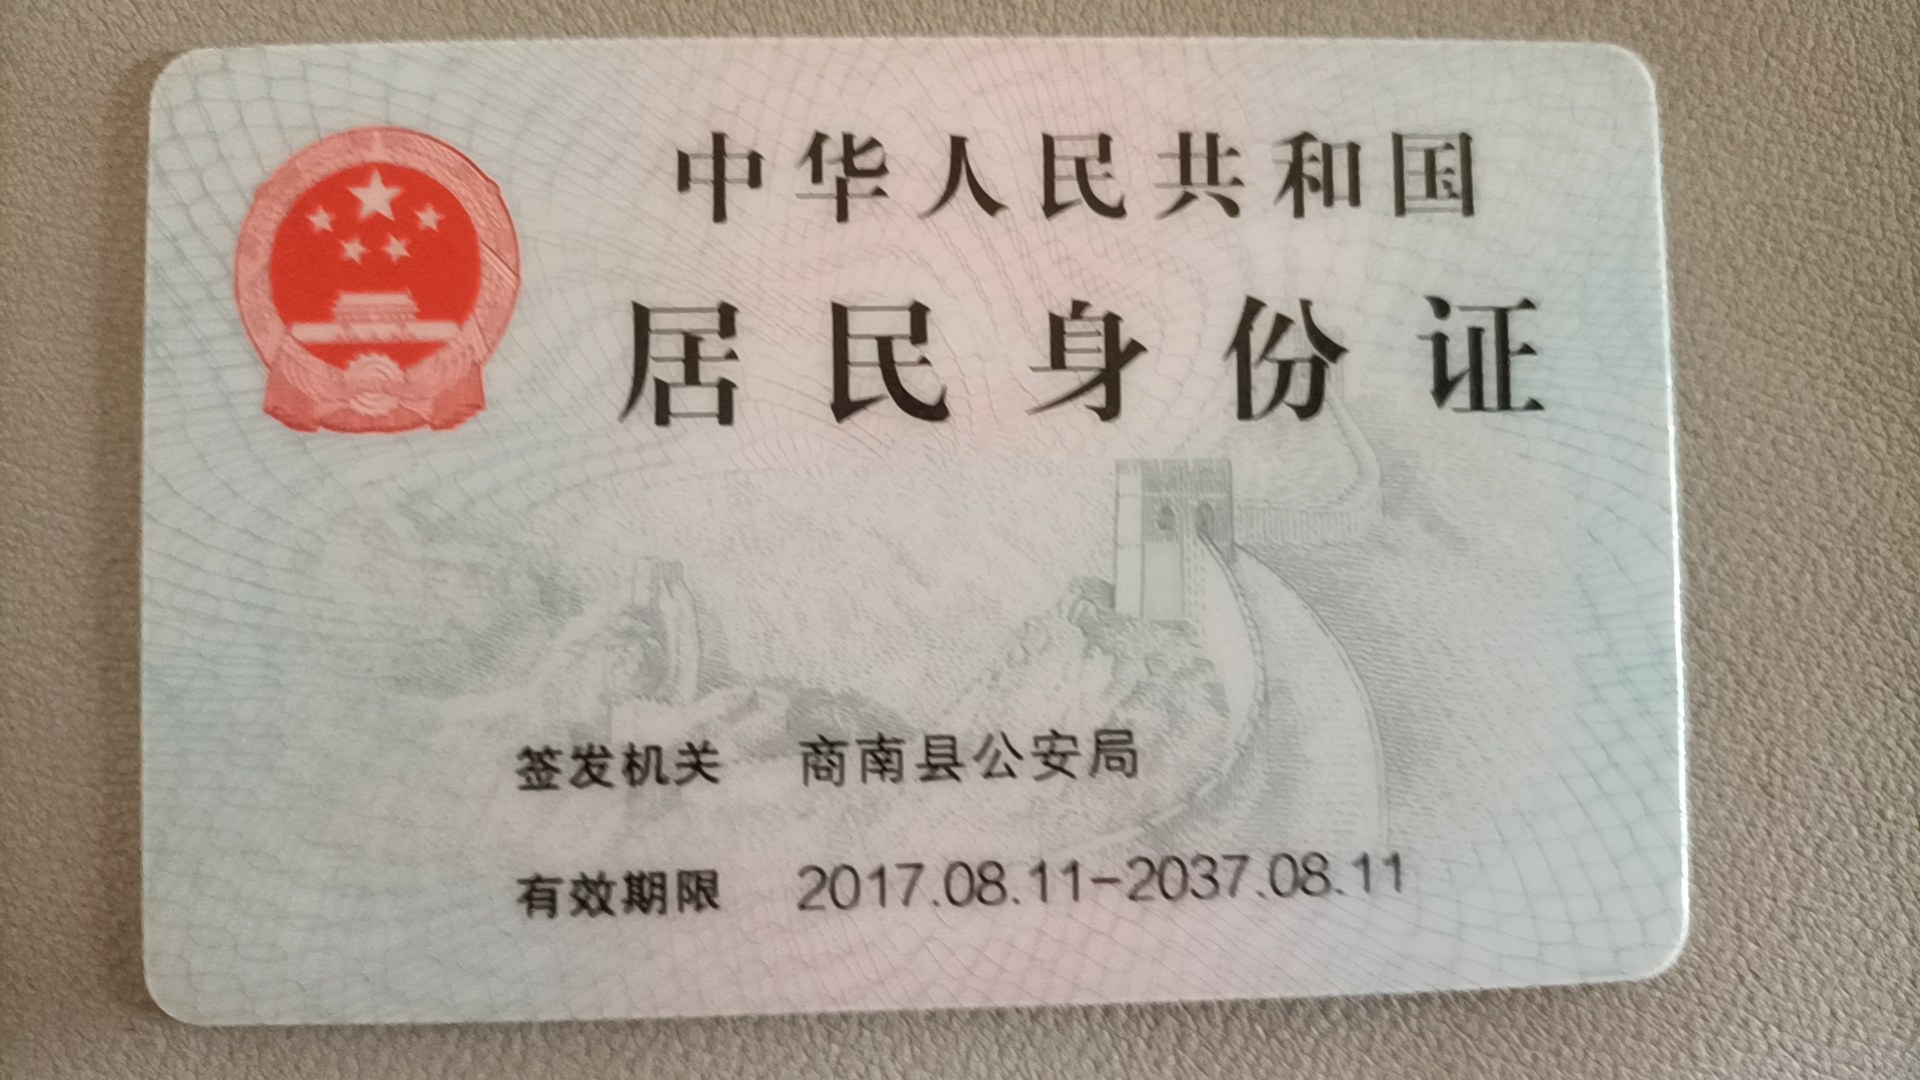 中华人民共和国
居民身份证
签发机关 商南县公安局
有效期限 2017.08.11-2037.08.11